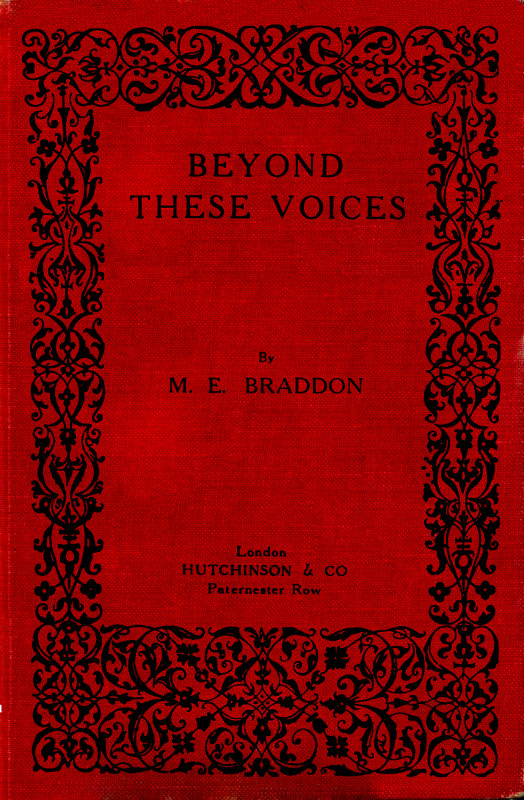 BEYOND
THESE VOICES
By
M. E. BRADDON
London
HUTCHINSON & CO
Paternoster Row